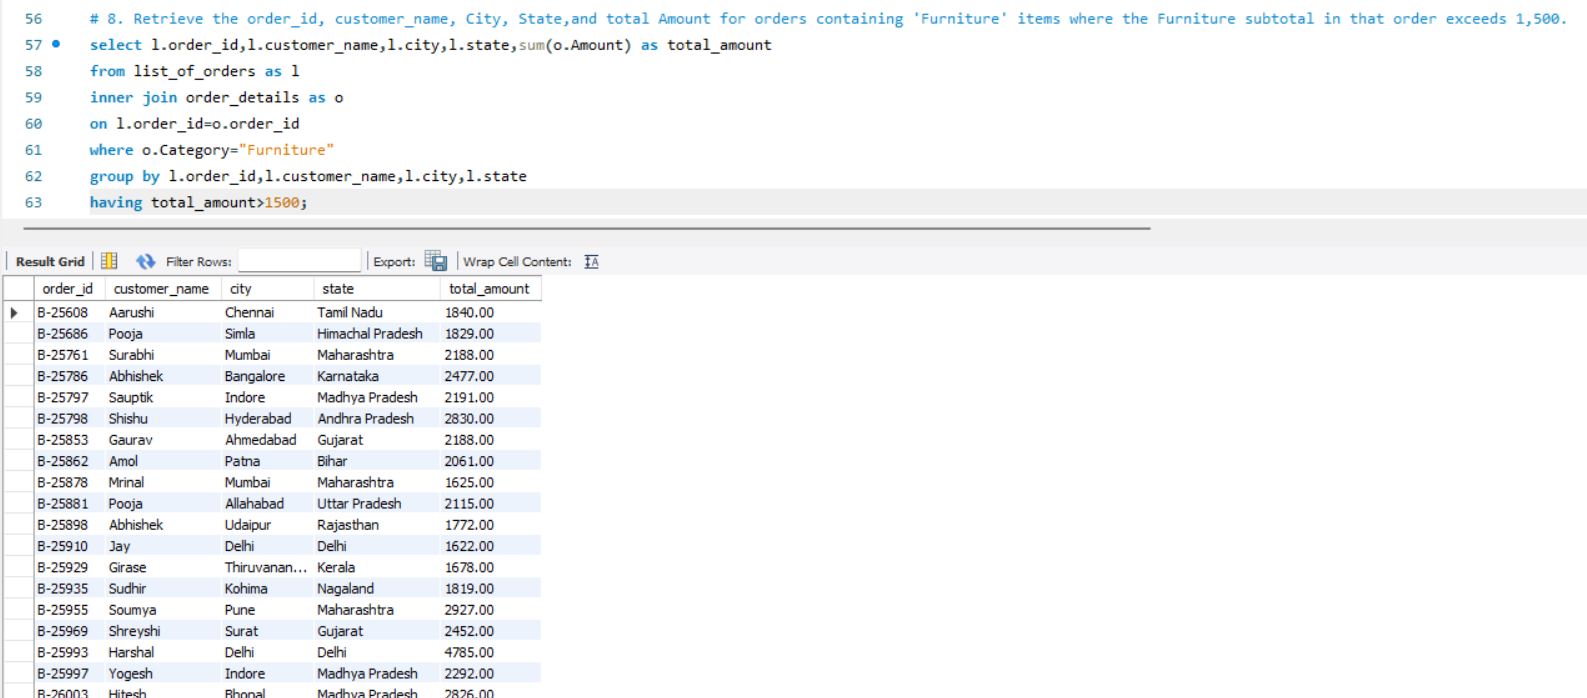 56 # 8. Retrieve the order_id, customer_name, City, State,and total Amount for orders containing 'Furniture' items where the Furniture subtotal in that order exceeds 1,500.
57 select l.order_id,l.customer_name,l.city,l.state,sum(o.Amount) as total_amount
58 from list_of_orders as l
59 inner join order_details as o
60 on l.order_id=o.order_id
61 where o.Category="Furniture"
62 group by l.order_id,l.customer_name,l.city,l.state
63 having total_amount>1500;
Result Grid Filter Rows: Export: Wrap Cell Content: IA
order_id customer_name city state total_amount
B-25608 Aarushi Chennai Tamil Nadu 1840.00
B-25686 Pooja Simla Himachal Pradesh 1829.00
B-25761 Surabhi Mumbai Maharashtra 2188.00
B-25786 Abhishek Bangalore Karnataka 2477.00
B-25797 Sauptik Indore Madhya Pradesh 2191.00
B-25798 Shishu Hyderabad Andhra Pradesh 2830.00
B-25853 Gaurav Ahmedabad Gujarat 2188.00
B-25862 Amol Patna Bihar 2061.00
B-25878 Mrinal Mumbai Maharashtra 1625.00
B-25881 Pooja Allahabad Uttar Pradesh 2115.00
B-25898 Abhishek Udaipur Rajasthan 1772.00
B-25910 Jay Delhi Delhi 1622.00
B-25929 Girase Thiruvanan... Kerala 1678.00
B-25935 Sudhir Kohima Nagaland 1819.00
B-25955 Soumya Pune Maharashtra 2927.00
B-25969 Shreyshi Surat Gujarat 2452.00
B-25993 Harshal Delhi Delhi 4785.00
B-25997 Yogesh Indore Madhya Pradesh 2292.00
B-26003 Hitesh Bhopal Madhya Pradesh 2826.00